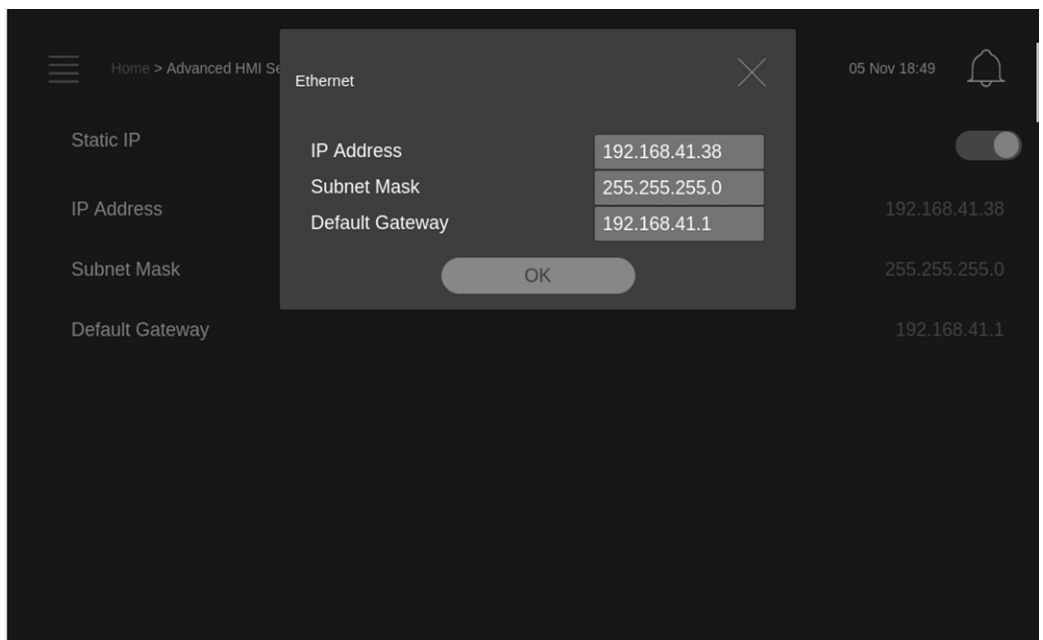 Home > Advanced HMI Se
05 Nov 18:49
Ethernet
Static IP
IP Address 192.168.41.38
Subnet Mask 255.255.255.0
Default Gateway 192.168.41.1
OK
IP Address 192.168.41.38
Subnet Mask 255.255.255.0
Default Gateway 192.168.41.1